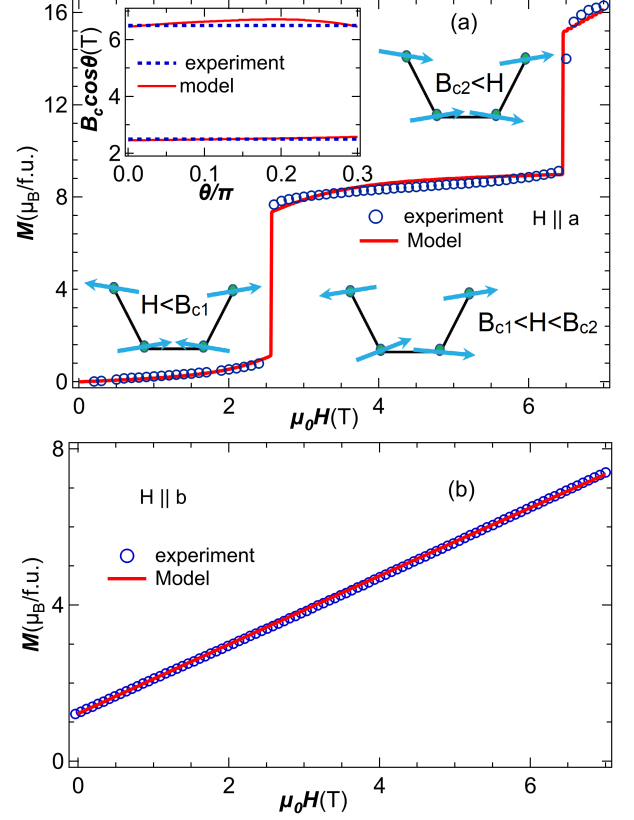 16
12
8
4
0
M(μB/f.u.)
(a)
6
4
2
Bc cosθ(T)
experiment
model
0.0 0.1 0.2 0.3
θ/π
Bc2<H
experiment
Model
H || a
H<Bc1
Bc1<H<Bc2
0 2 4 6
μ0H(T)
8
4
0
M(μB/f.u.)
H || b
(b)
experiment
Model
0 2 4 6
μ0H(T)